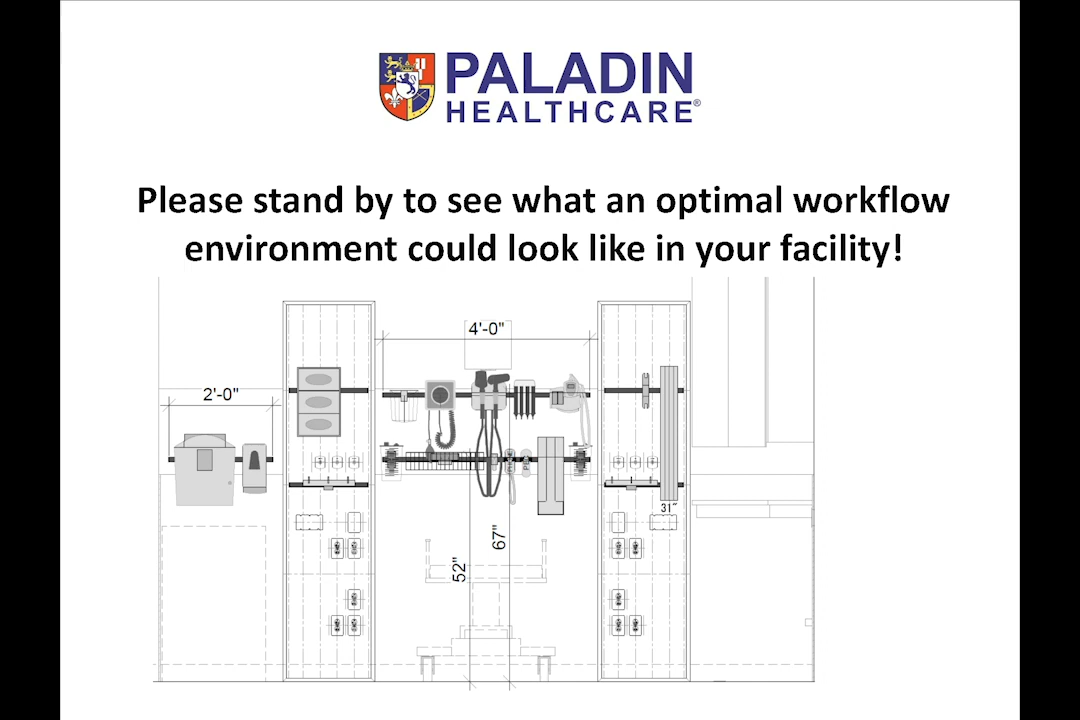 PALADIN
HEALTHCARE®
Please stand by to see what an optimal workflow
environment could look like in your facility!
4'-0"
2'-0"
31"
67"
52"